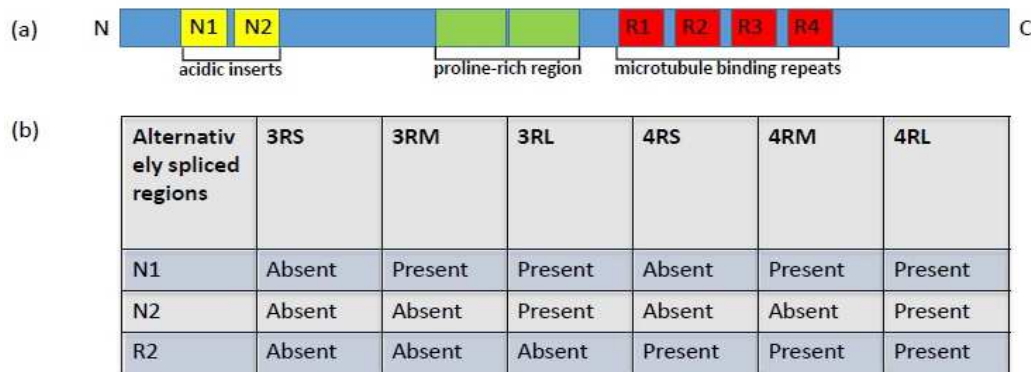 (a) N N1 N2 R1 R2 R3 R4 C
acidic inserts proline-rich region microtubule binding repeats
(b)
Alternativ 3RS 3RM 3RL 4RS 4RM 4RL
ely spliced
regions
N1 Absent Present Present Absent Present Present
N2 Absent Absent Present Absent Absent Present
R2 Absent Absent Absent Present Present Present